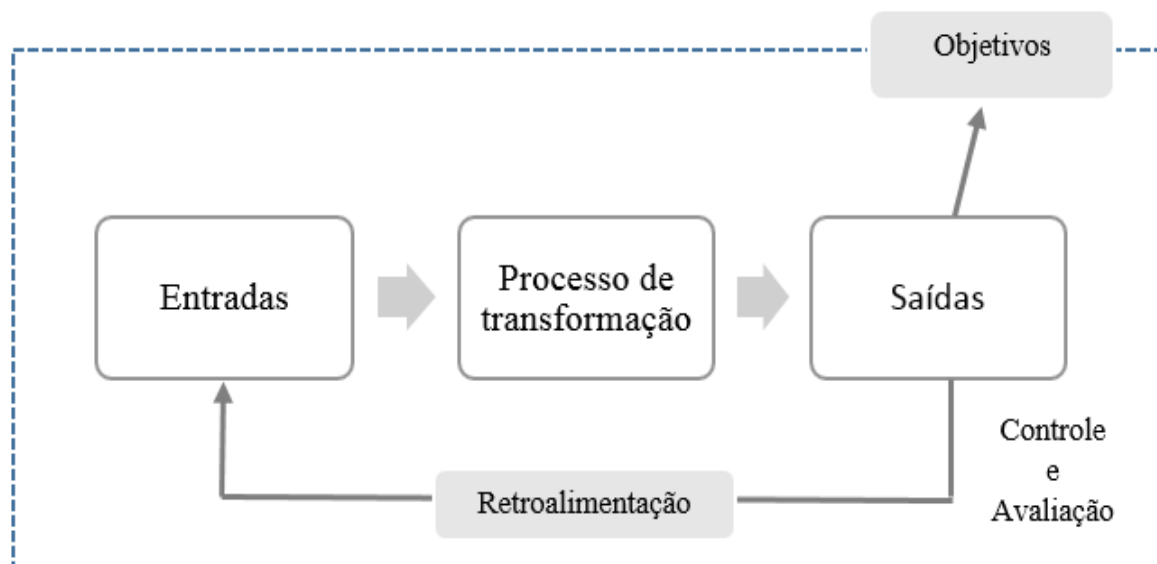 Objetivos
Entradas
Processo de
transformação
Saídas
Controle
e
Avaliação
Retroalimentação